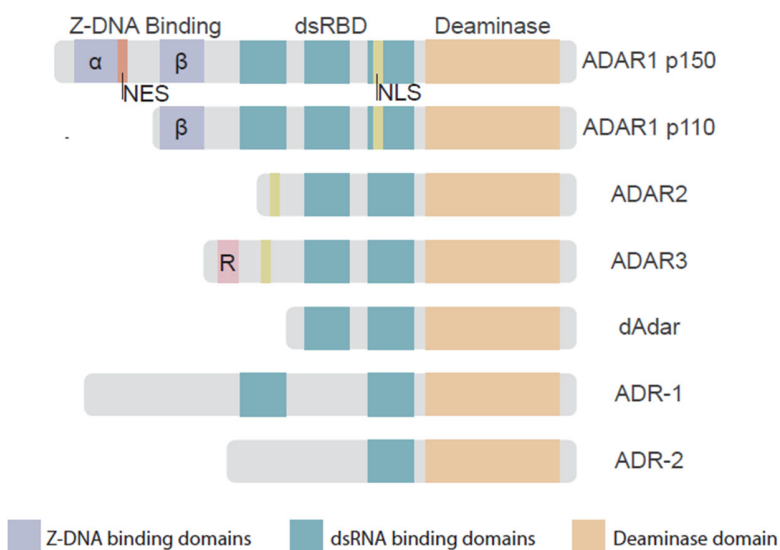 Z-DNA Binding dsRBD Deaminase
α β ADAR1 p150
NES NLS
β ADAR1 p110
ADAR2
R ADAR3
dAdar
ADR-1
ADR-2
Z-DNA binding domains dsRNA binding domains Deaminase domain